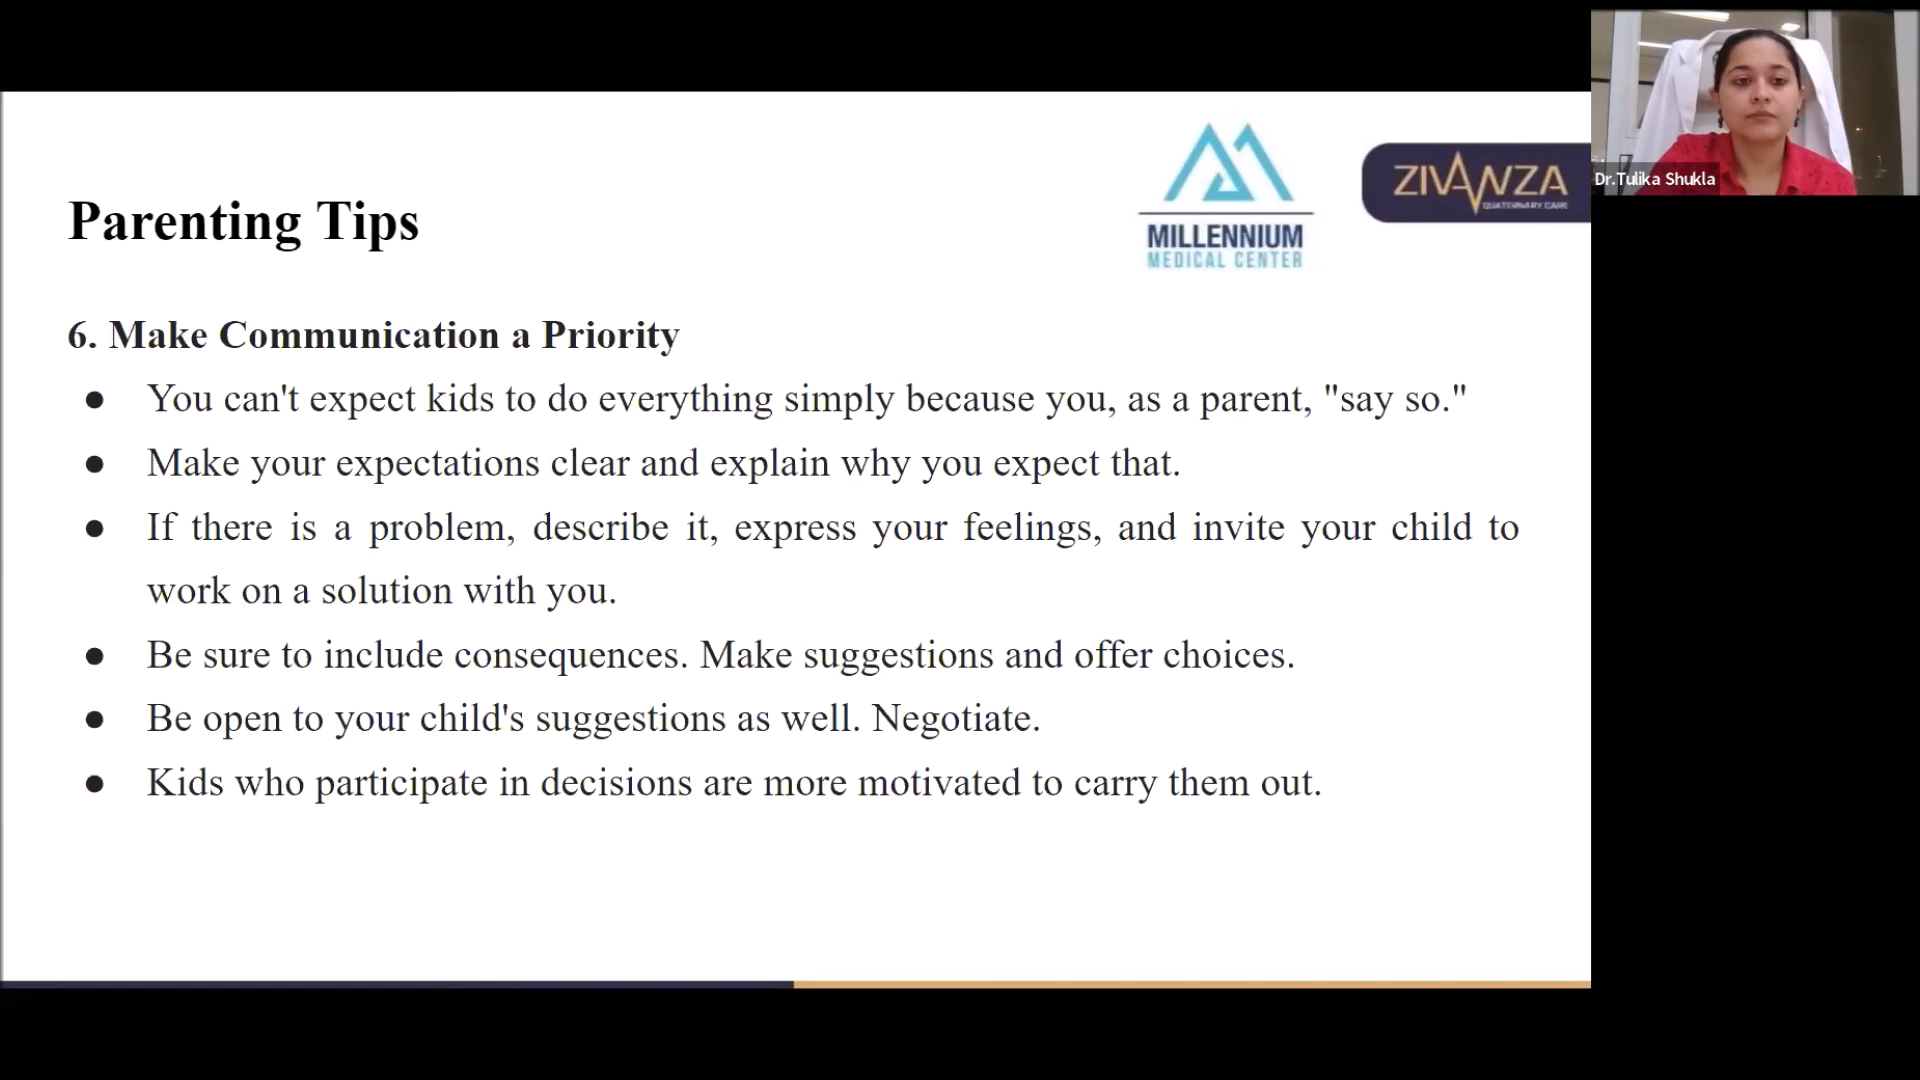 Parenting Tips
MILLENNIUM
MEDICAL CENTER
ZIVANZA
QUATERNARY CARE
Dr.Tulika Shukla
6. Make Communication a Priority
● You can't expect kids to do everything simply because you, as a parent, "say so."
● Make your expectations clear and explain why you expect that.
● If there is a problem, describe it, express your feelings, and invite your child to
work on a solution with you.
● Be sure to include consequences. Make suggestions and offer choices.
● Be open to your child's suggestions as well. Negotiate.
● Kids who participate in decisions are more motivated to carry them out.